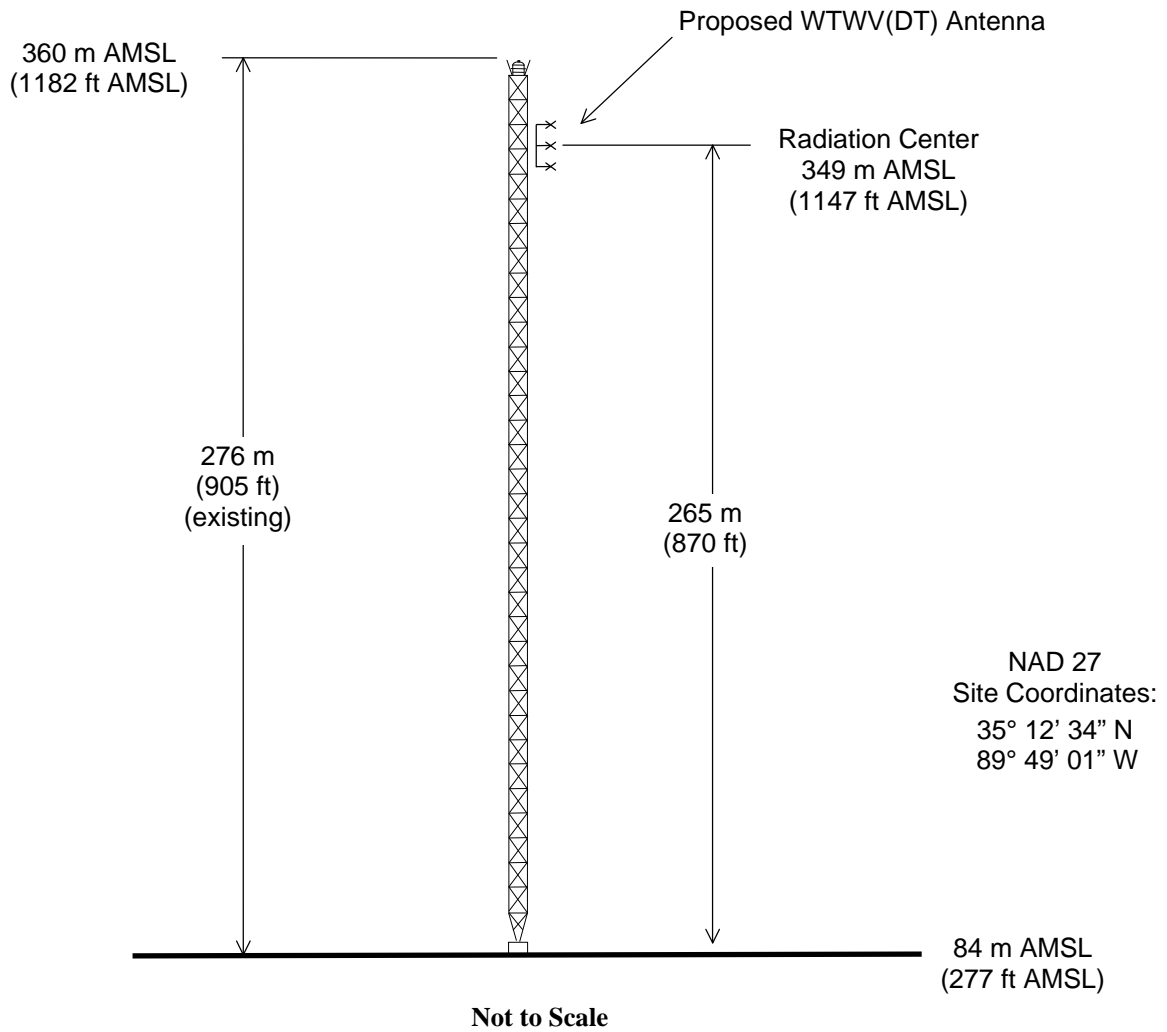 Proposed WTWV(DT) Antenna
360 m AMSL
(1182 ft AMSL)
Radiation Center
349 m AMSL
(1147 ft AMSL)
276 m
(905 ft)
(existing)
265 m
(870 ft)
NAD 27
Site Coordinates:
35° 12’ 34” N
89° 49’ 01” W
84 m AMSL
(277 ft AMSL)
Not to Scale